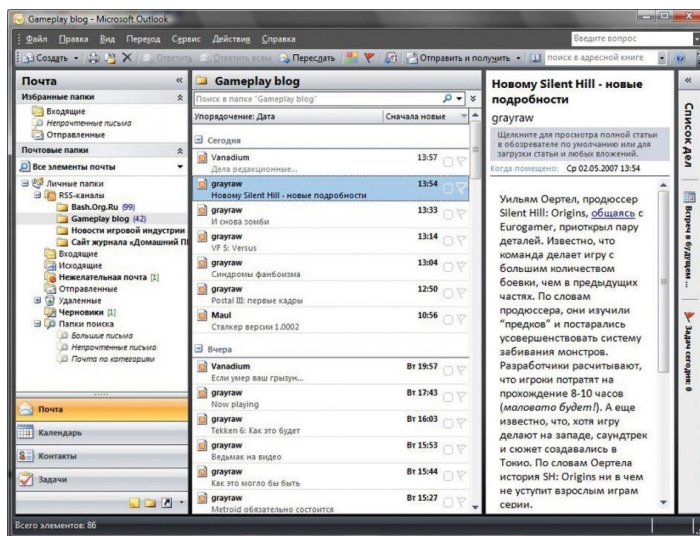 Gameplay blog - Microsoft Outlook
Файл Правка Вид Переход Сервис Действия Справка
Введите вопрос
Создать Ответить Ответить всем Переслать Отправить и получить поиск в адресной книге
Почта
Избранные папки
Входящие
Непрочтенные письма
Отправленные
Почтовые папки
Все элементы почты
Личные папки
RSS-каналы
Bash.Org.Ru (99)
Gameplay blog (42)
Новости игровой индустрии
Сайт журнала «Домашний П
Входящие
Исходящие
Нежелательная почта [1]
Отправленные
Удаленные
Черновики [1]
Папки поиска
Большие письма
Непрочтенные письма
Почта по категориям
Почта
Календарь
Контакты
Задачи
Всего элементов: 86
Gameplay blog
Поиск в папке "Gameplay blog"
Упорядочение: Дата Сначала новые
Сегодня
Vanadium 13:57
Дела редакционные...
grayraw 13:54
Новому Silent Hill - новые подробности
grayraw 13:33
И снова зомби
grayraw 13:14
VF 5: Versus
grayraw 13:04
Синдромы фанбоизма
grayraw 12:50
Postal III: первые кадры
Maul 10:56
Сталкер версии 1.0002
Вчера
Vanadium Вт 19:57
Если умер ваш грызун...
grayraw Вт 17:43
Now playing
grayraw Вт 16:03
Tekken 6: Как это будет
grayraw Вт 15:53
Ведьмак на видео
grayraw Вт 15:44
Как это могло бы быть
grayraw Вт 15:27
Metroid обязательно состоится
Новому Silent Hill - новые
подробности
grayraw
Щелкните для просмотра полной статьи
в обозревателе по умолчанию или для
загрузки статьи и любых вложений.
Когда помещено: Ср 02.05.2007 13:54
Уильям Оертел, продюсер
Silent Hill: Origins, общаясь с
Eurogamer, приоткрыл пару
деталей. Известно, что
команда делает игру с
большим количеством
боевки, чем в предыдущих
частях. По словам
продюсера, они изучили
“предков” и постарались
усовершенствовать систему
забивания монстров.
Разработчики расчитывают,
что игроки потратят на
прохождение 8-10 часов
(маловато будет!). А еще
известно, что, хотя игру
делают на западе, саундтрек
и сюжет создавались в
Токио. По словам Оертела
история SH: Origins ни в чем
не уступит взрослым играм
серии.
Список дел
Встреч в будущем ...
Задач сегодня: 0